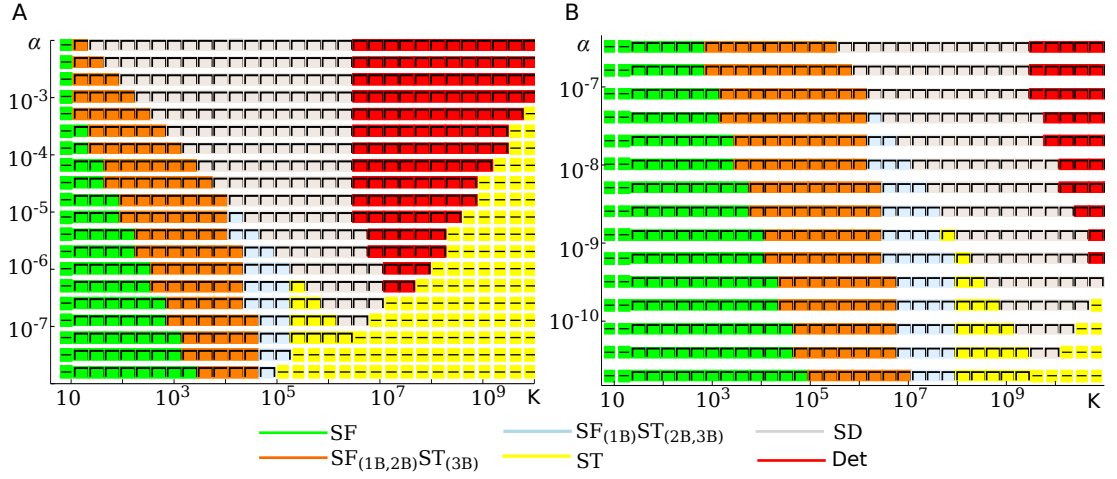 A
B
α
10⁻³
10⁻⁴
10⁻⁵
10⁻⁶
10⁻⁷
10 10³ 10⁵ 10⁷ 10⁹ K
α
10⁻⁷
10⁻⁸
10⁻⁹
10⁻¹⁰
10 10³ 10⁵ 10⁷ 10⁹ K
SF SF(1B)ST(2B,3B) SD
SF(1B,2B)ST(3B) ST Det